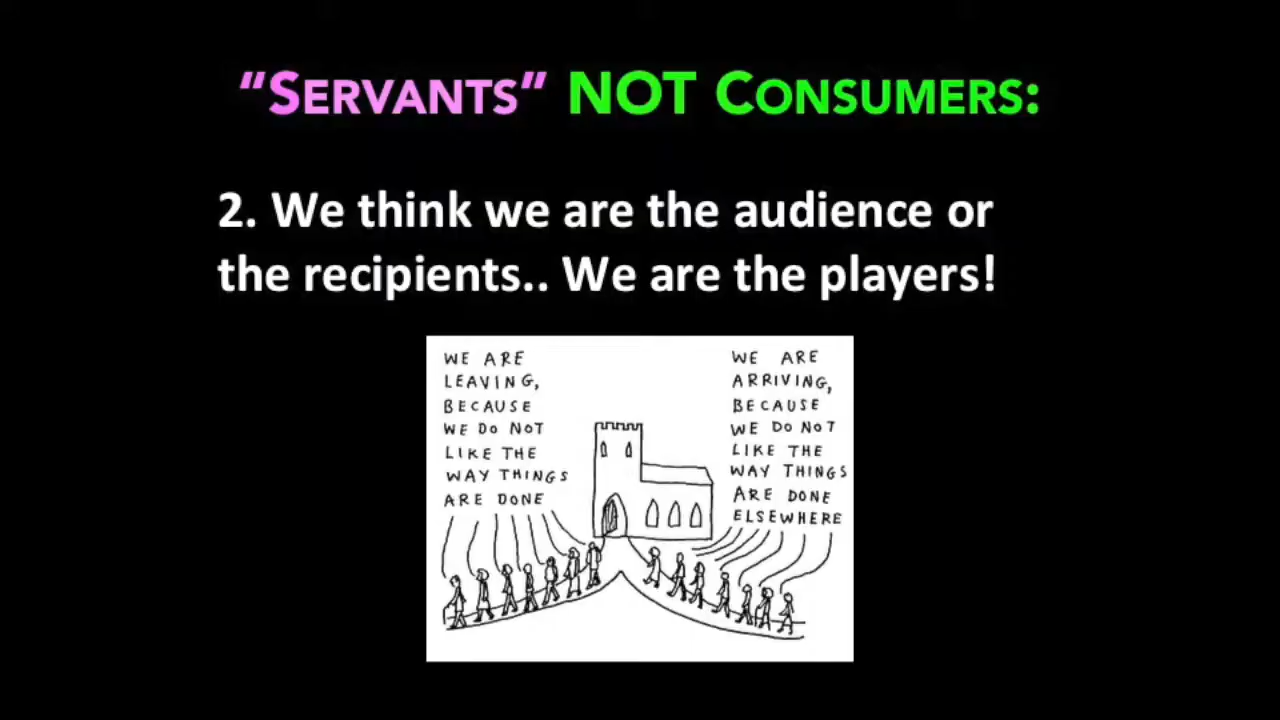 “SERVANTS” NOT CONSUMERS:
2. We think we are the audience or
the recipients.. We are the players!
WE ARE
LEAVING,
BECAUSE
WE DO NOT
LIKE THE
WAY THINGS
ARE DONE
WE ARE
ARRIVING,
BECAUSE
WE DO NOT
LIKE THE
WAY THINGS
ARE DONE
ELSEWHERE